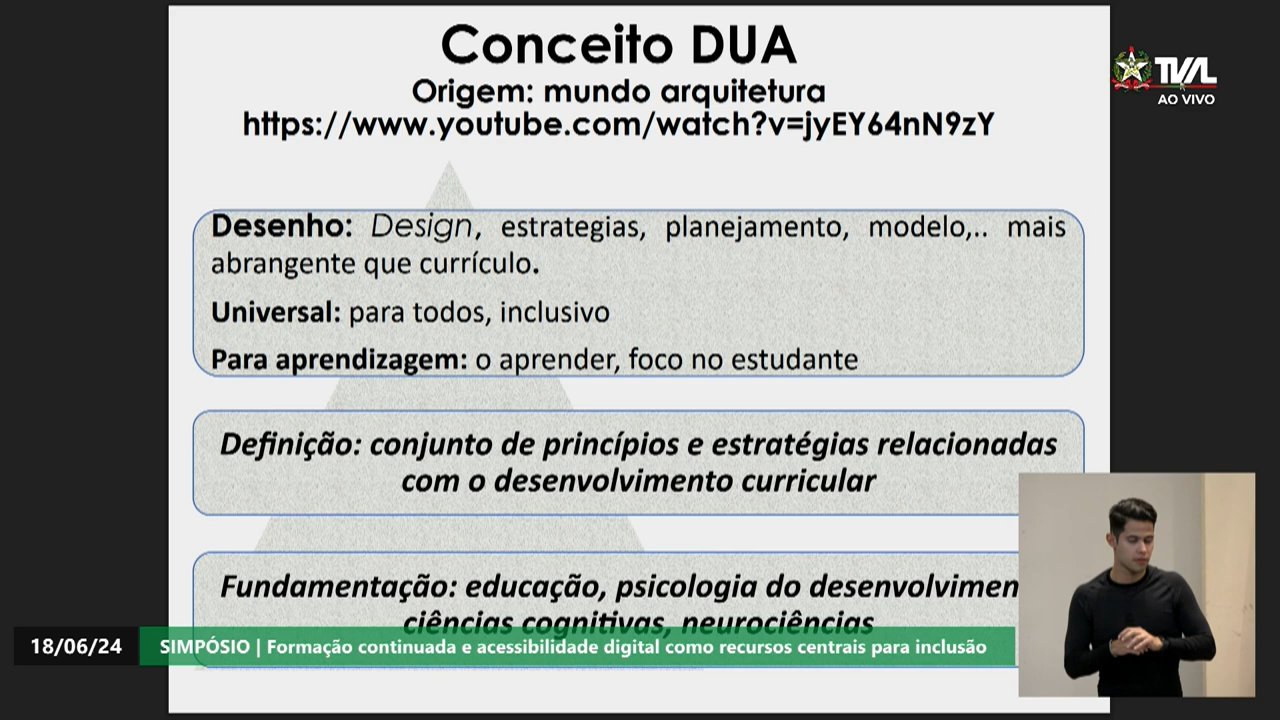 Conceito DUA
Origem: mundo arquitetura
https://www.youtube.com/watch?v=jyEY64nN9zY
TVAL
AO VIVO
Desenho: Design, estrategias, planejamento, modelo,.. mais
abrangente que currículo.
Universal: para todos, inclusivo
Para aprendizagem: o aprender, foco no estudante
Definição: conjunto de princípios e estratégias relacionadas
com o desenvolvimento curricular
Fundamentação: educação, psicologia do desenvolvimen
ciências cognitivas, neurociências
18/06/24
SIMPÓSIO | Formação continuada e acessibilidade digital como recursos centrais para inclusão